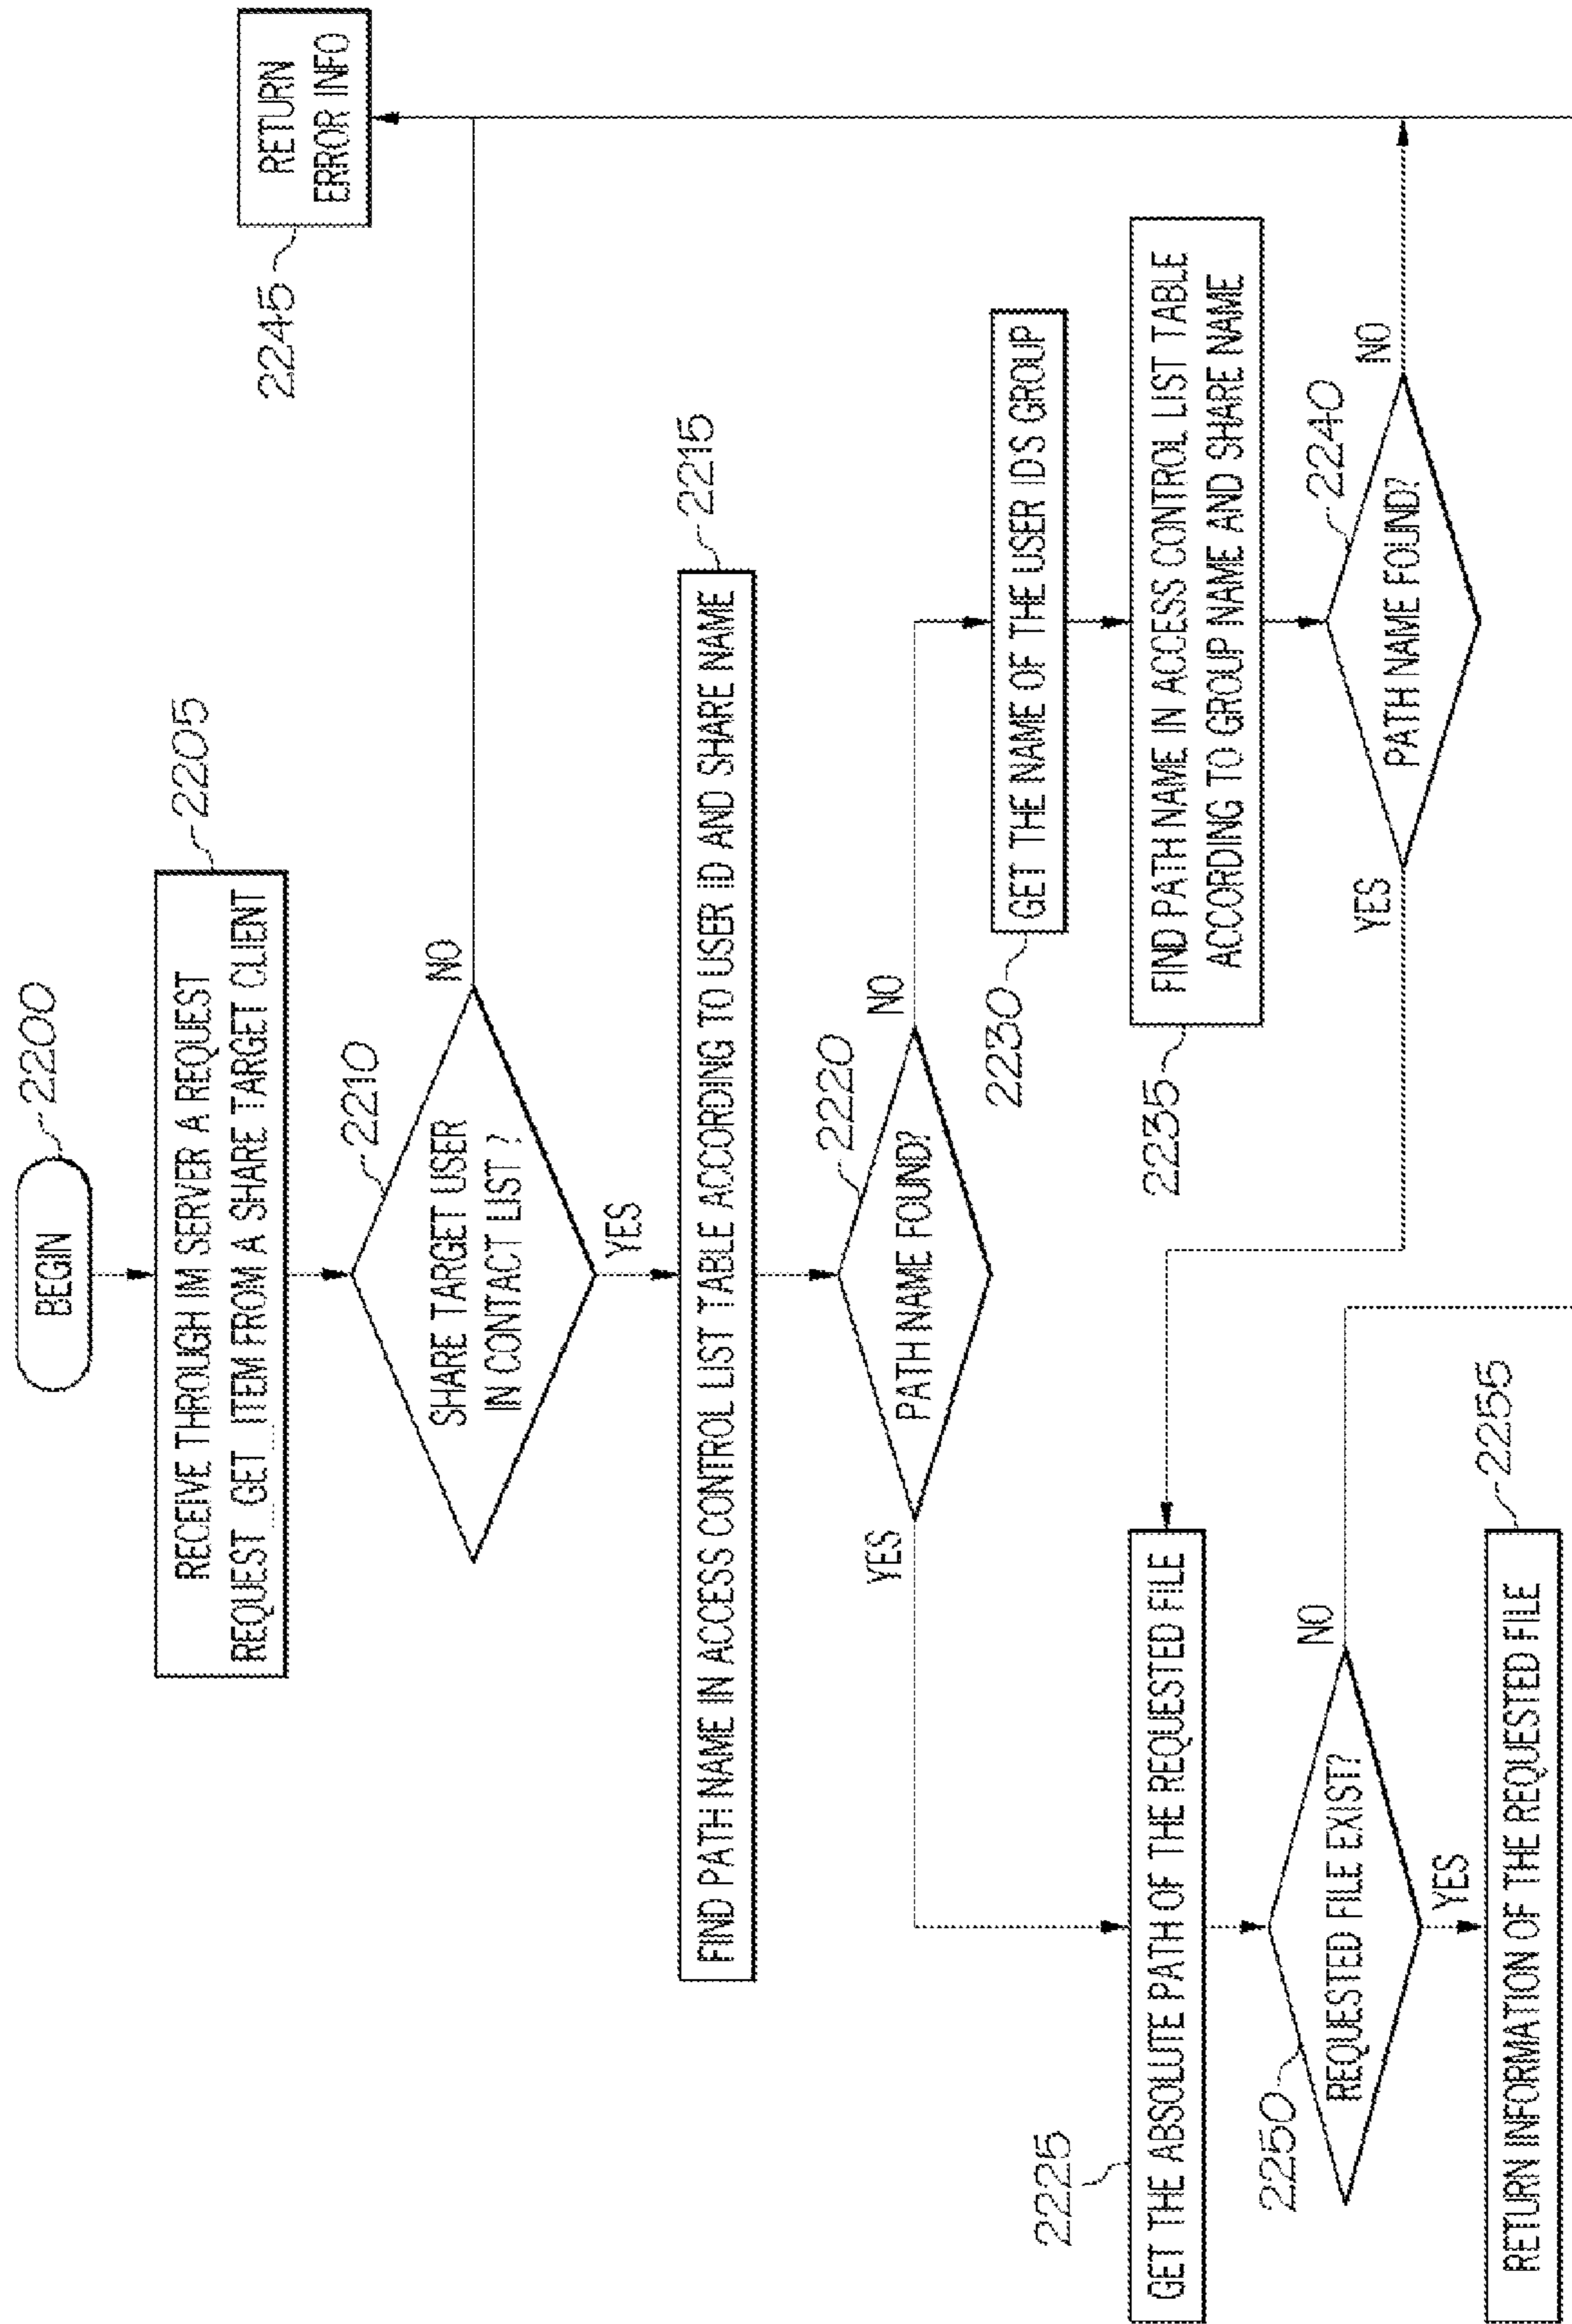 BEGIN
2200
RECEIVE THROUGH IM SERVER A REQUEST
REQUEST_GET_ITEM FROM A SHARE TARGET CLIENT
2205
SHARE TARGET USER
IN CONTACT LIST ?
2210
NO
YES
RETURN
ERROR INFO
2245
FIND PATH NAME IN ACCESS CONTROL LIST TABLE ACCORDING TO USER ID AND SHARE NAME
2215
PATH NAME FOUND?
2220
YES
NO
GET THE NAME OF THE USER IDS GROUP
2230
FIND PATH NAME IN ACCESS CONTROL LIST TABLE
ACCORDING TO GROUP NAME AND SHARE NAME
2235
PATH NAME FOUND?
2240
YES
NO
GET THE ABSOLUTE PATH OF THE REQUESTED FILE
2225
REQUESTED FILE EXIST?
2250
NO
YES
RETURN INFORMATION OF THE REQUESTED FILE
2255